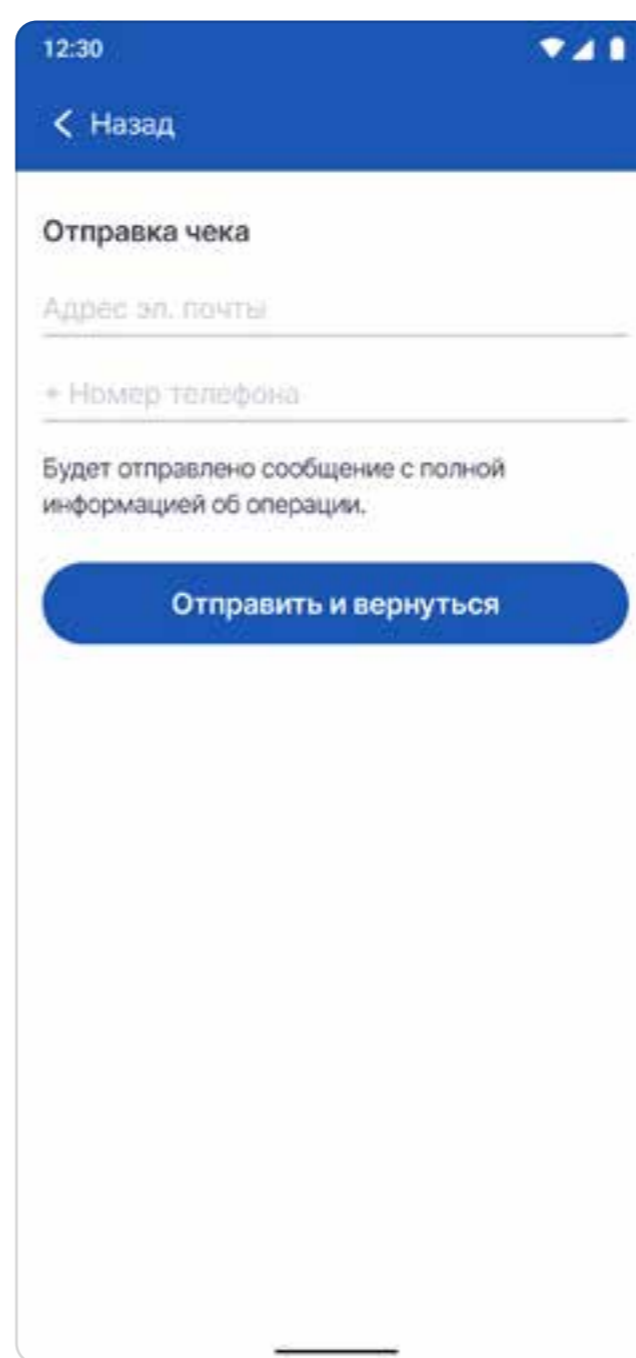 12:30
Назад
Отправка чека
Адрес эл. почты
+ Номер телефона
Будет отправлено сообщение с полной
информацией об операции.
Отправить и вернуться